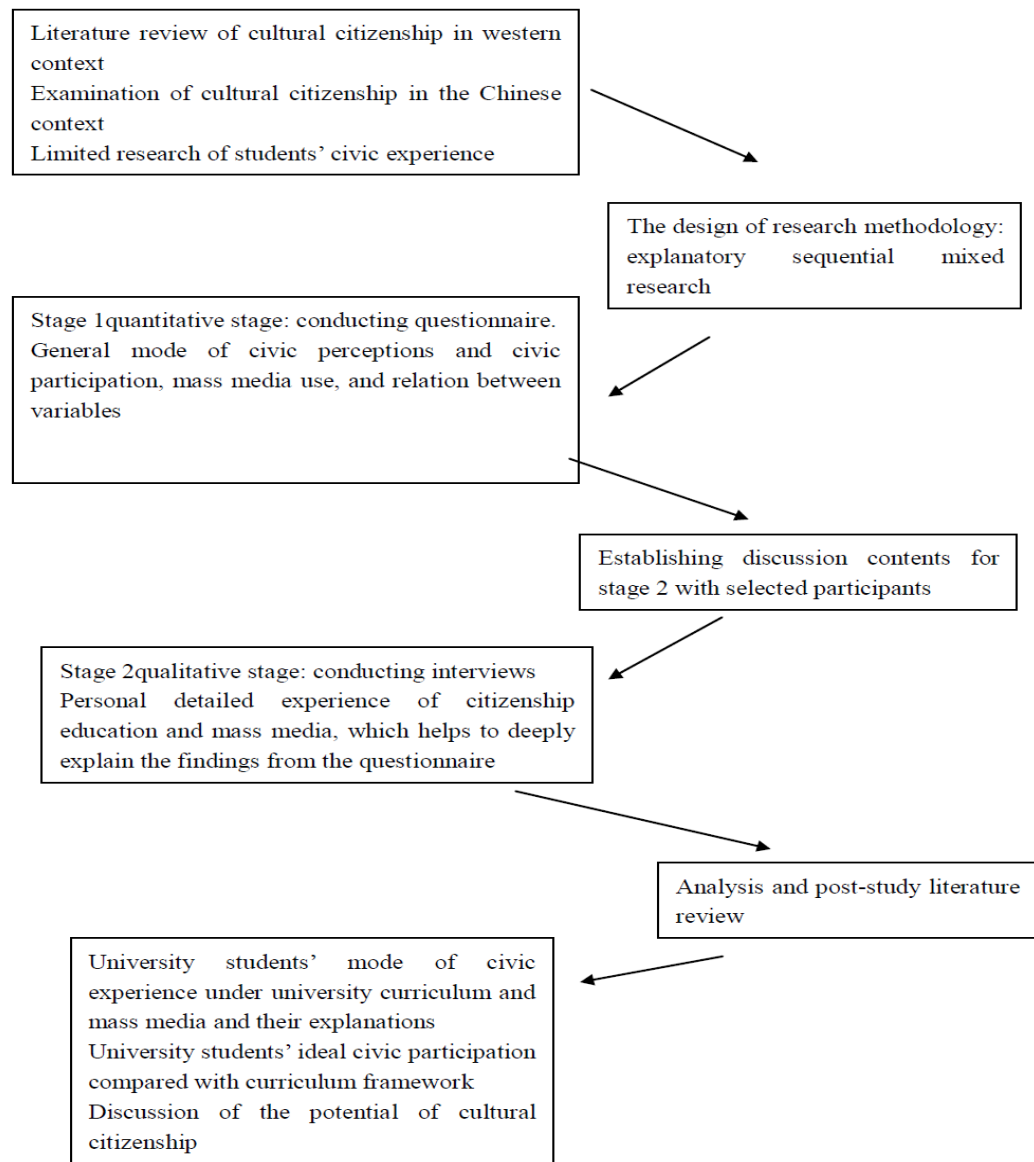 Literature review of cultural citizenship in western
context
Examination of cultural citizenship in the Chinese
context
Limited research of students' civic experience
The design of research methodology:
explanatory sequential mixed
research
Stage 1quantitative stage: conducting questionnaire.
General mode of civic perceptions and civic
participation, mass media use, and relation between
variables
Establishing discussion contents for
stage 2 with selected participants
Stage 2qualitative stage: conducting interviews
Personal detailed experience of citizenship
education and mass media, which helps to deeply
explain the findings from the questionnaire
Analysis and post-study literature
review
University students' mode of civic
experience under university curriculum and
mass media and their explanations
University students' ideal civic participation
compared with curriculum framework
Discussion of the potential of cultural
citizenship